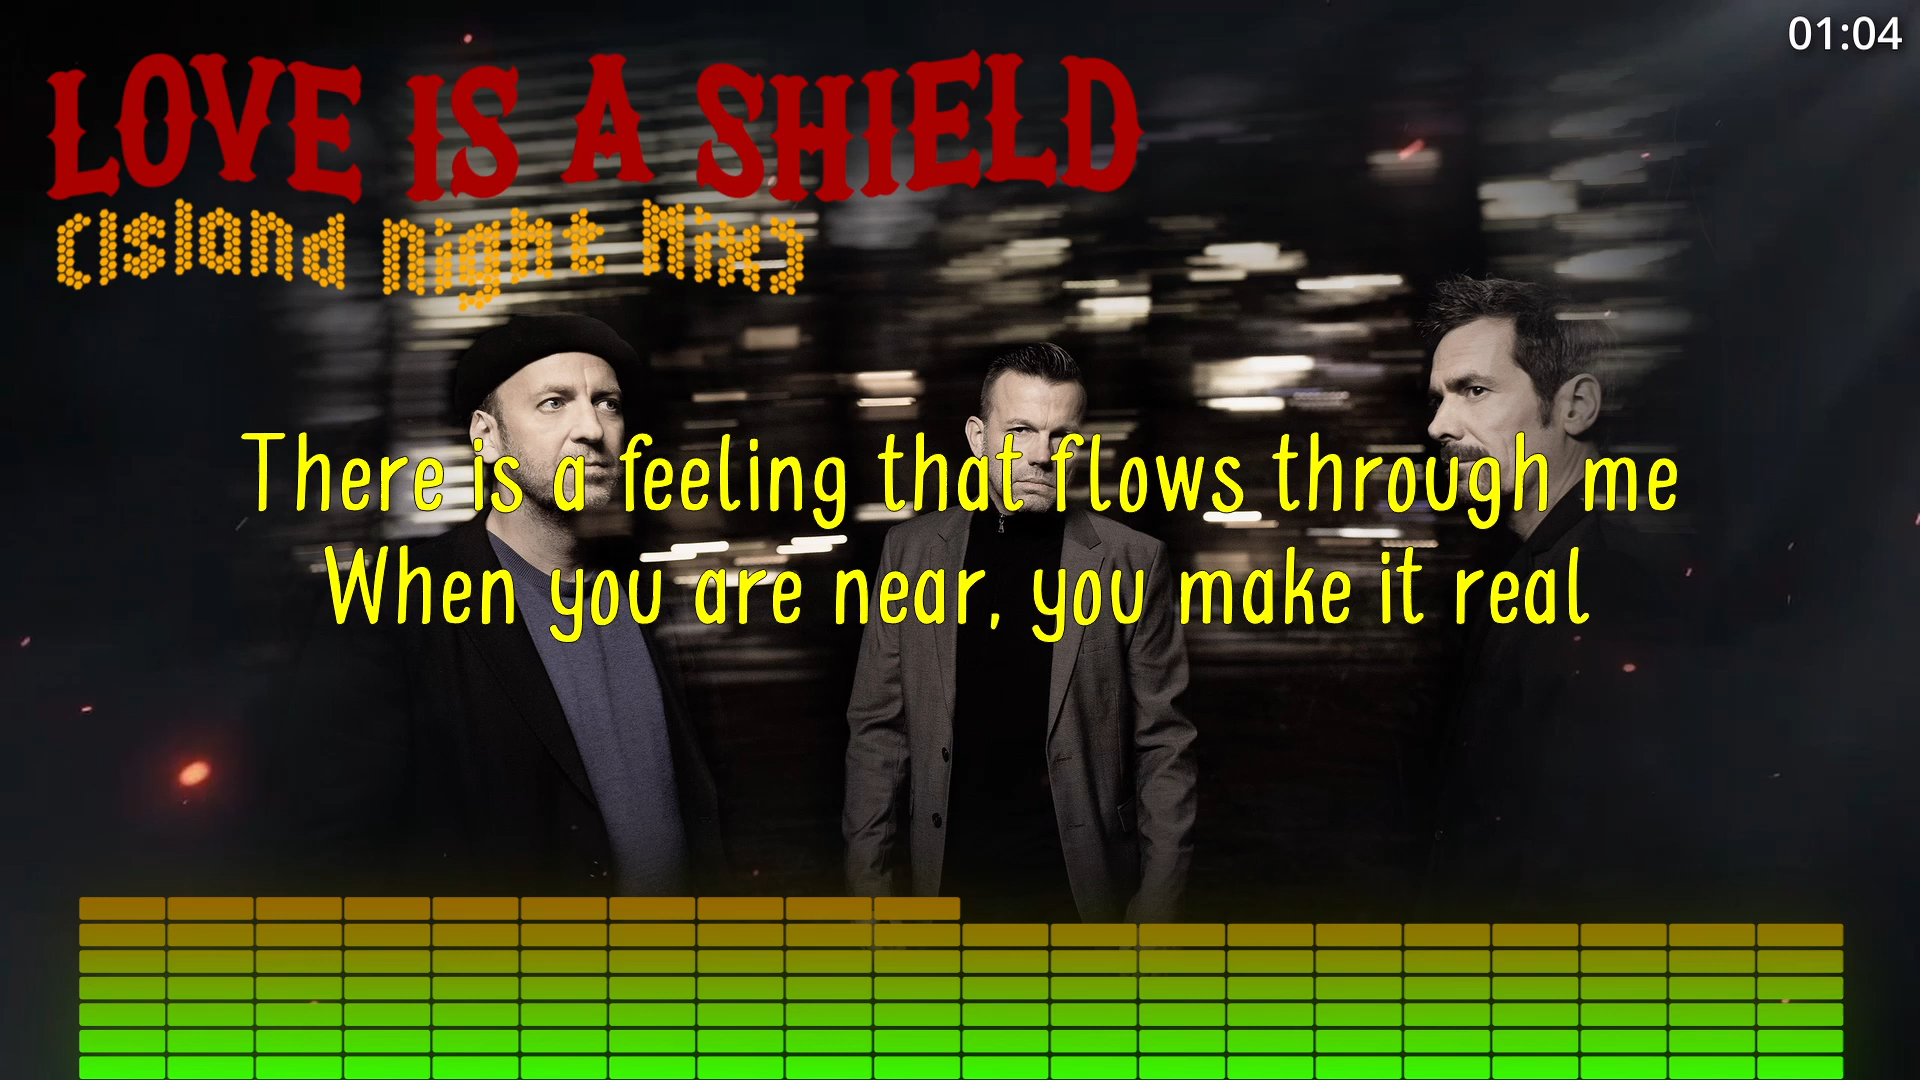 01:04
LOVE IS A SHIELD
(Island Night Mix)
There is a feeling that flows through me
When you are near, you make it real